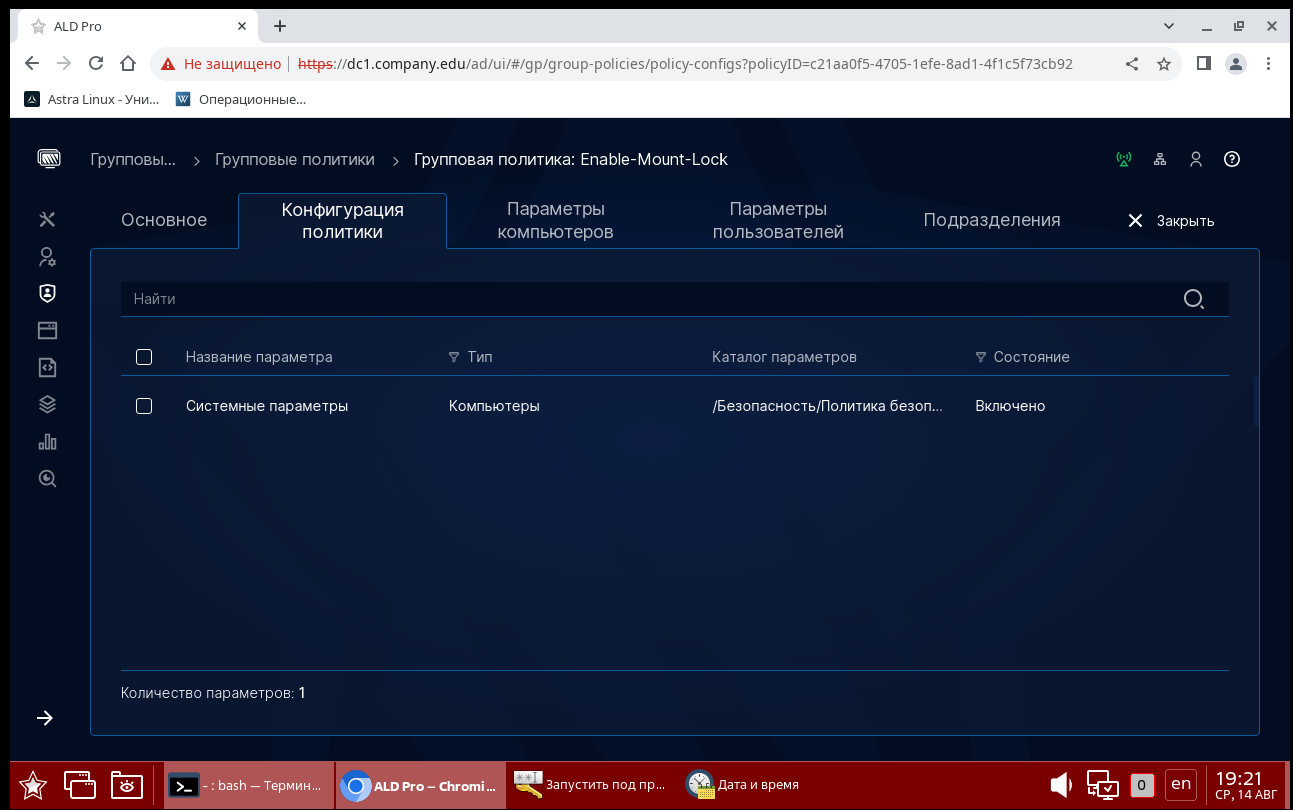 ALD Pro
Не защищено
https://dc1.company.edu/ad/ui/#/gp/group-policies/policy-configs?policyID=c21aa0f5-4705-1efe-8ad1-4f1c5f73cb92
Astra Linux - Уни...
Операционные...
Групповы...
Групповые политики
Групповая политика: Enable-Mount-Lock
Основное
Конфигурация
политики
Параметры
компьютеров
Параметры
пользователей
Подразделения
Закрыть
Найти
Название параметра
Тип
Каталог параметров
Состояние
Системные параметры
Компьютеры
/Безопасность/Политика безоп...
Включено
Количество параметров: 1
- : bash — Термин...
ALD Pro – Chromi...
Запустить под пр...
Дата и время
0
en
19:21
СР, 14 АВГ